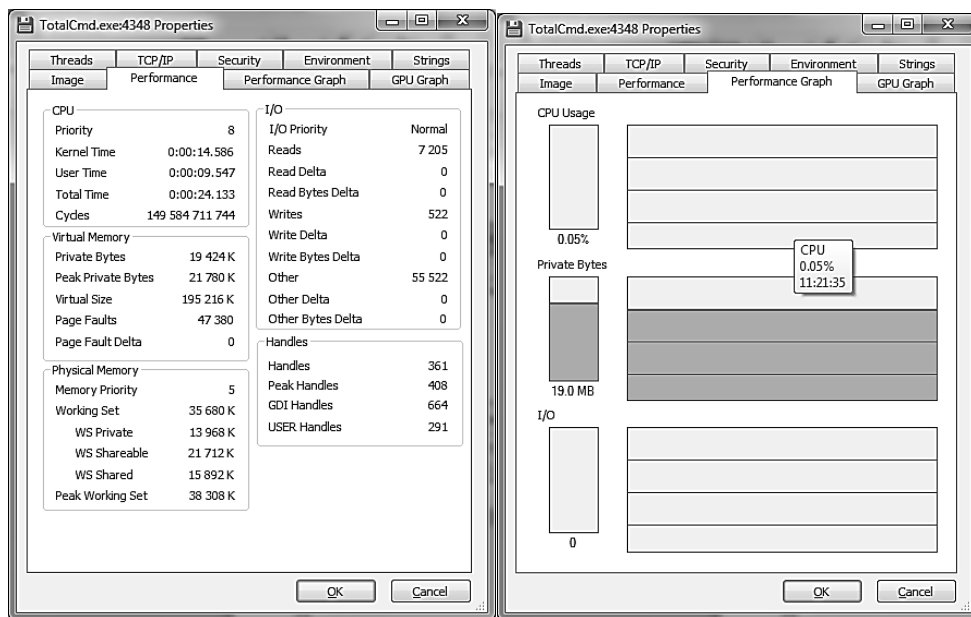 TotalCmd.exe:4348 Properties
Threads TCP/IP Security Environment Strings
Image Performance Performance Graph GPU Graph
CPU
Priority 8
Kernel Time 0:00:14.586
User Time 0:00:09.547
Total Time 0:00:24.133
Cycles 149 584 711 744
Virtual Memory
Private Bytes 19 424 K
Peak Private Bytes 21 780 K
Virtual Size 195 216 K
Page Faults 47 380
Page Fault Delta 0
Physical Memory
Memory Priority 5
Working Set 35 680 K
WS Private 13 968 K
WS Shareable 21 712 K
WS Shared 15 892 K
Peak Working Set 38 308 K
I/O
I/O Priority Normal
Reads 7 205
Read Delta 0
Read Bytes Delta 0
Writes 522
Write Delta 0
Write Bytes Delta 0
Other 55 522
Other Delta 0
Other Bytes Delta 0
Handles
Handles 361
Peak Handles 408
GDI Handles 664
USER Handles 291
OK Cancel
TotalCmd.exe:4348 Properties
Threads TCP/IP Security Environment Strings
Image Performance Performance Graph GPU Graph
CPU Usage
0.05%
CPU
0.05%
11:21:35
Private Bytes
19.0 MB
I/O
0
OK Cancel